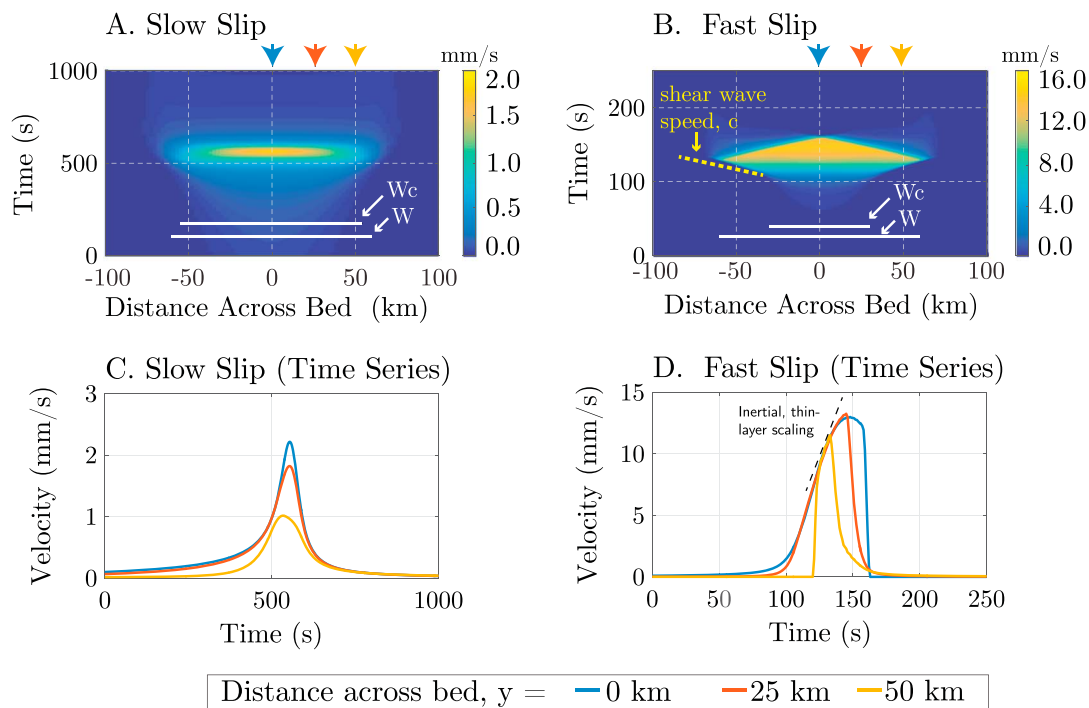 A. Slow Slip
B. Fast Slip
mm/s
mm/s
1000
500
0
Time (s)
2.0
1.5
1.0
0.5
0.0
Wc
W
-100 -50 0 50 100
Distance Across Bed (km)
200
100
0
Time (s)
shear wave
speed, c
16.0
12.0
8.0
4.0
0.0
Wc
W
-100 -50 0 50 100
Distance Across Bed (km)
C. Slow Slip (Time Series)
3
2
1
0
Velocity (mm/s)
0 500 1000
Time (s)
D. Fast Slip (Time Series)
15
10
5
0
Velocity (mm/s)
Inertial, thin-
layer scaling
0 50 100 150 200 250
Time (s)
Distance across bed, y = 0 km 25 km 50 km